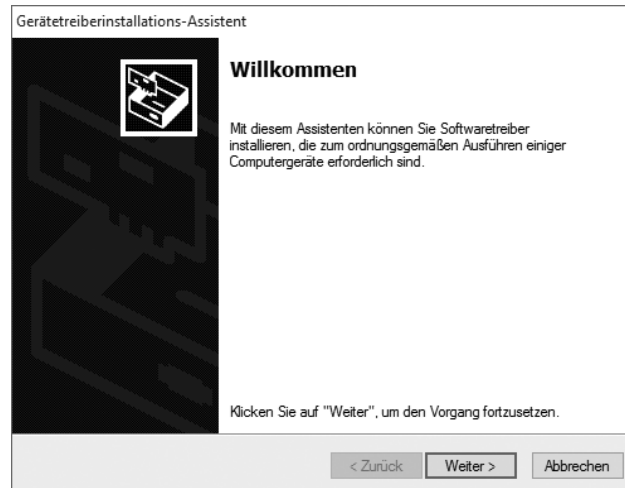 Gerätetreiberinstallations-Assistent
Willkommen
Mit diesem Assistenten können Sie Softwaretreiber
installieren, die zum ordnungsgemäßen Ausführen einiger
Computergeräte erforderlich sind.
Klicken Sie auf "Weiter", um den Vorgang fortzusetzen.
< Zurück Weiter > Abbrechen